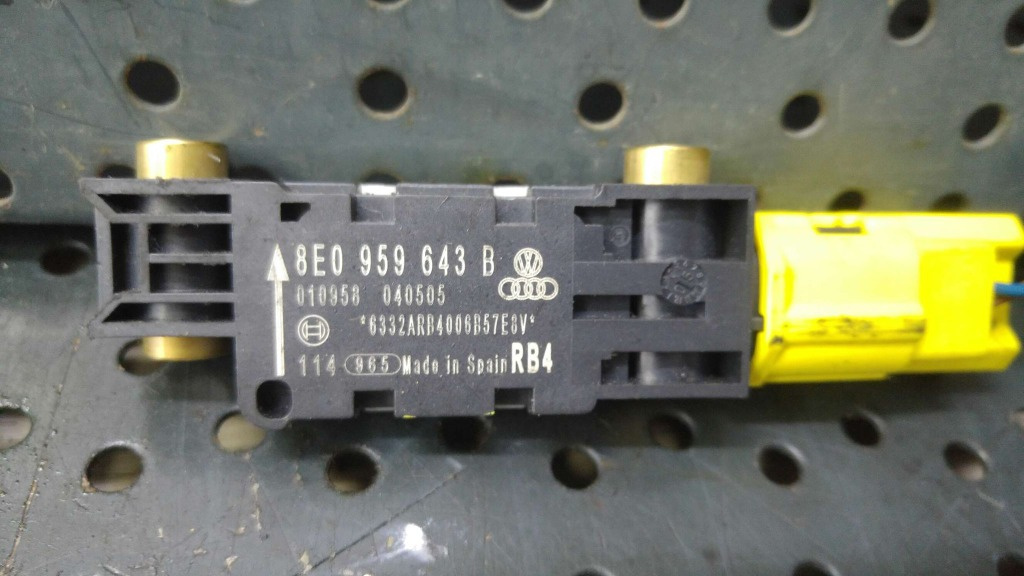 8E0 959 643 B
010958 040505
*6332ARB4006B57E8V*
114 965 Made in Spain RB4